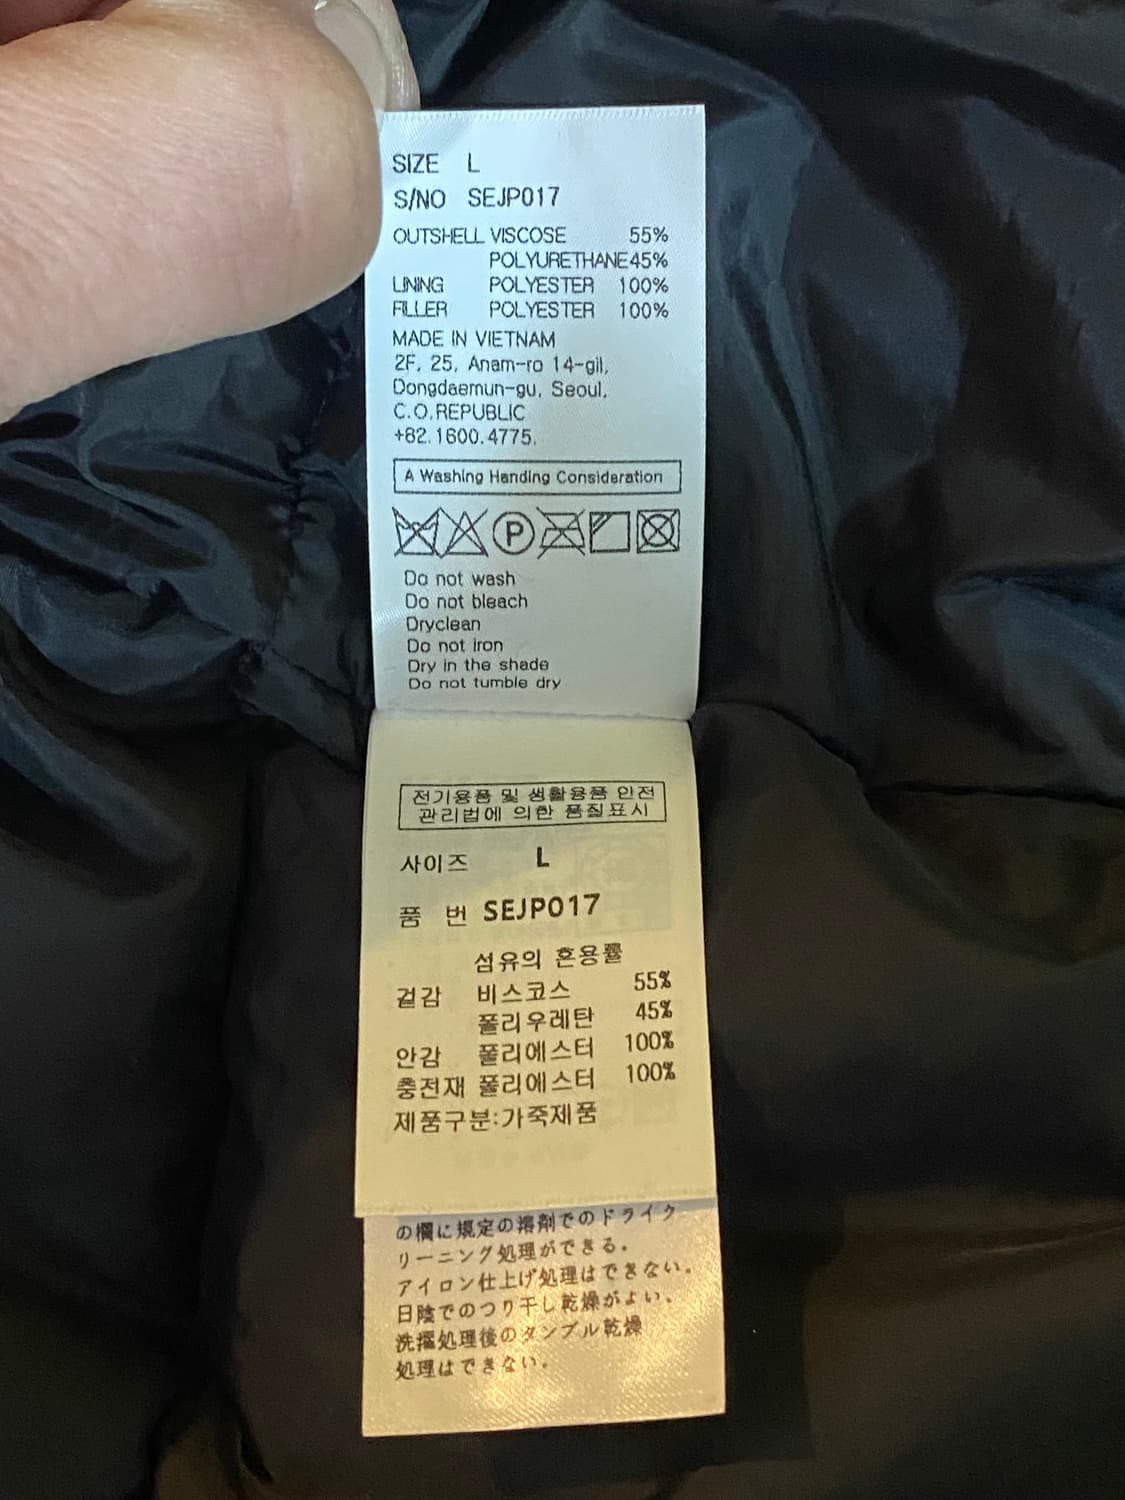 SIZE L
S/NO SEJP017
OUTSHELL VISCOSE 55%
POLYURETHANE 45%
LINING POLYESTER 100%
FILLER POLYESTER 100%
MADE IN VIETNAM
2F, 25, Anam-ro 14-gil,
Dongdaemun-gu, Seoul,
C.O.REPUBLIC
+82.1600.4775.
A Washing Handing Consideration
P
Do not wash
Do not bleach
Dryclean
Do not iron
Dry in the shade
Do not tumble dry
전기용품 및 생활용품 안전
관리법에 의한 품질표시
사이즈 L
품 번 SEJP017
섬유의 혼용률
겉감 비스코스 55%
폴리우레탄 45%
안감 폴리에스터 100%
충전재 폴리에스터 100%
제품구분:가죽제품
の欄に規定の溶剤でのドライク
リーニング処理ができる.
アイロン仕上げ処理はできない.
日陰でのつり干し乾燥がよい.
洗擢処理後のタンブル乾燥
処理はできない.